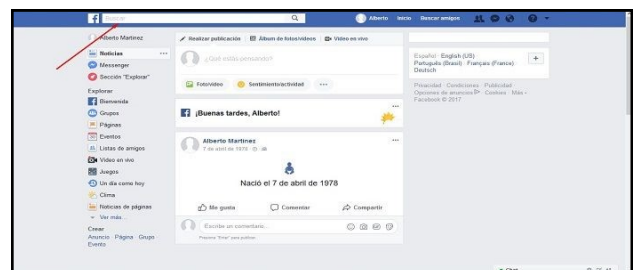 f Buscar Alberto Inicio Buscar amigos
Alberto Martínez
Noticias
Messenger
Sección "Explorar"
Explorar
Bienvenida
Grupos
Páginas
Eventos
Listas de amigos
Video en vivo
Juegos
Un día como hoy
Clima
Noticias de páginas
Ver más...
Crear
Anuncio · Página · Grupo
Evento
Realizar publicación Álbum de fotos/videos Video en vivo
¿Qué estás pensando?
Foto/video Sentimiento/actividad
¡Buenas tardes, Alberto!
Alberto Martínez
7 de abril de 1978
Nació el 7 de abril de 1978
Me gusta Comentar Compartir
Escribe un comentario...
Español · English (US)
Português (Brasil) · Français (France)
Deutsch
Privacidad · Condiciones · Publicidad
Opciones de anuncios · Cookies · Más
Facebook © 2017